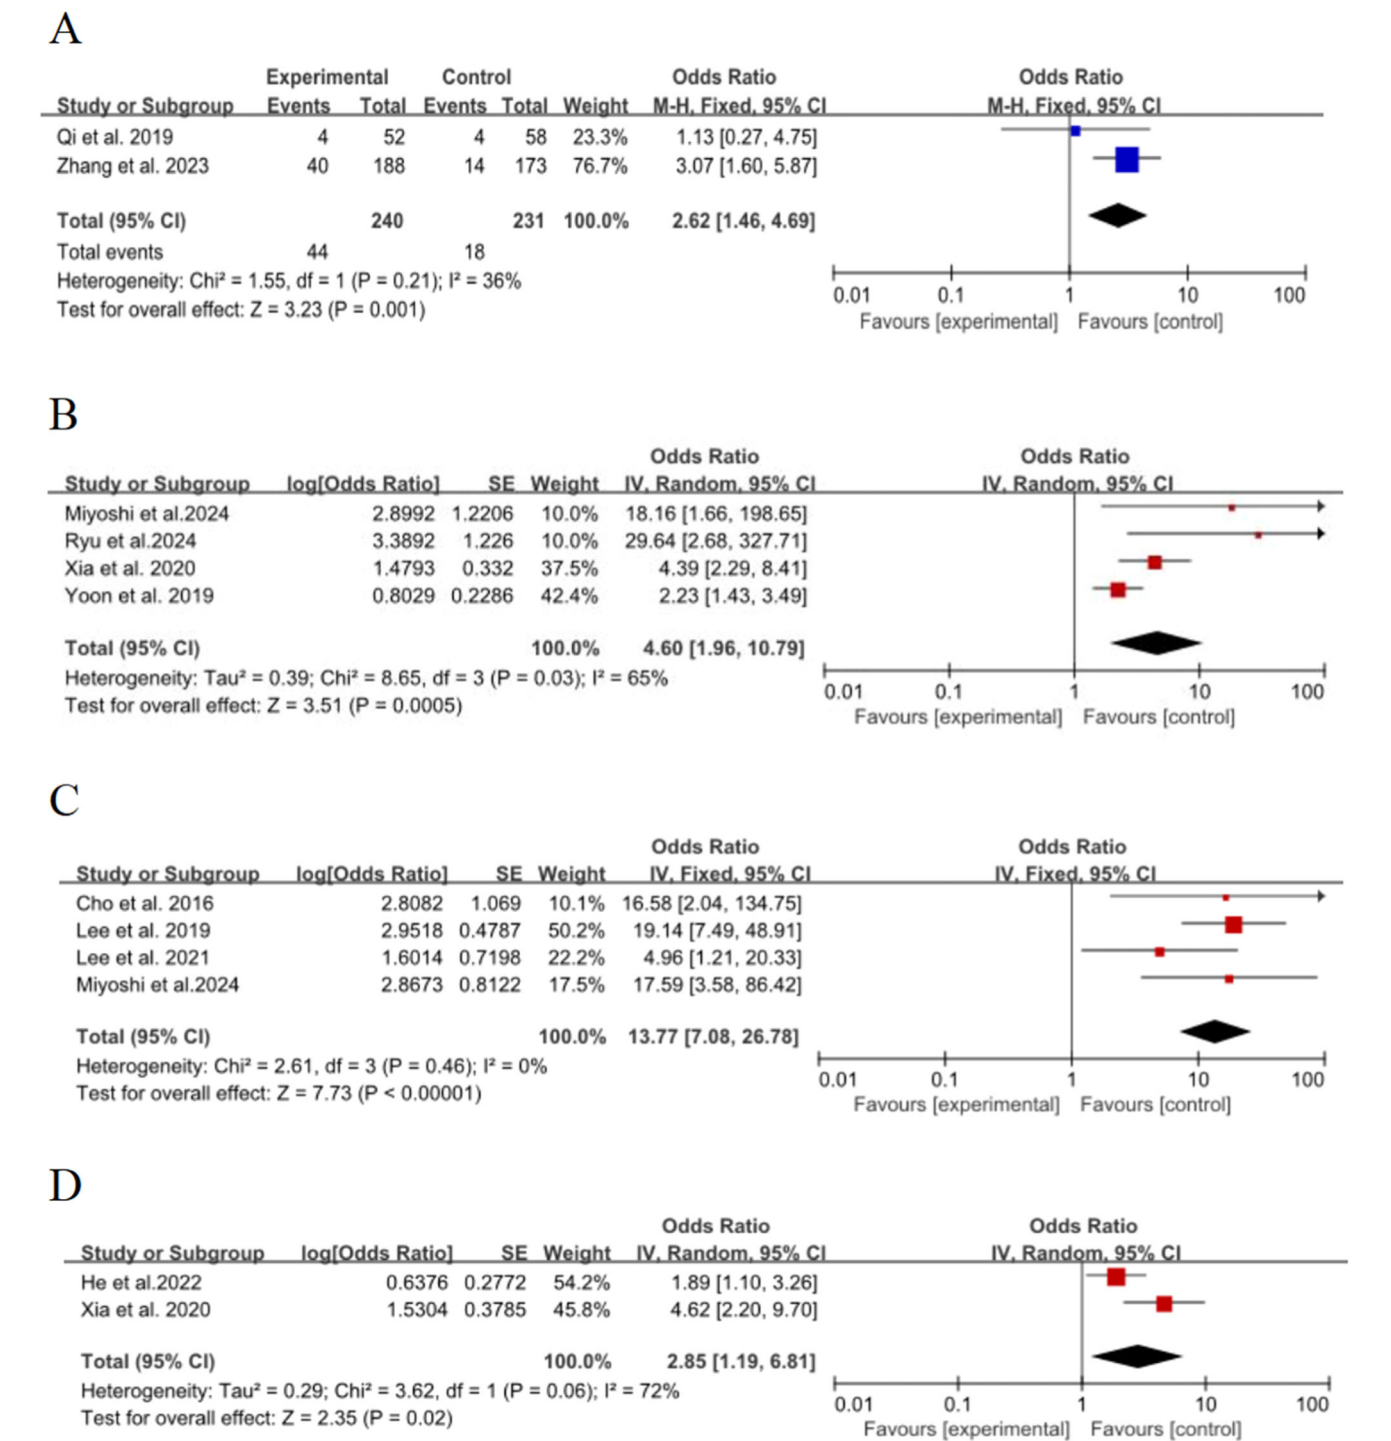 A
Experimental Control Odds Ratio Odds Ratio
Study or Subgroup Events Total Events Total Weight M-H, Fixed, 95% CI M-H, Fixed, 95% CI
Qi et al. 2019 4 52 4 58 23.3% 1.13 [0.27, 4.75]
Zhang et al. 2023 40 188 14 173 76.7% 3.07 [1.60, 5.87]
Total (95% CI) 240 231 100.0% 2.62 [1.46, 4.69]
Total events 44 18
Heterogeneity: Chi² = 1.55, df = 1 (P = 0.21); I² = 36%
Test for overall effect: Z = 3.23 (P = 0.001)
0.01 0.1 1 10 100
Favours [experimental] Favours [control]
B
Odds Ratio Odds Ratio
Study or Subgroup log[Odds Ratio] SE Weight IV, Random, 95% CI IV, Random, 95% CI
Miyoshi et al.2024 2.8992 1.2206 10.0% 18.16 [1.66, 198.65]
Ryu et al.2024 3.3892 1.226 10.0% 29.64 [2.68, 327.71]
Xia et al. 2020 1.4793 0.332 37.5% 4.39 [2.29, 8.41]
Yoon et al. 2019 0.8029 0.2286 42.4% 2.23 [1.43, 3.49]
Total (95% CI) 100.0% 4.60 [1.96, 10.79]
Heterogeneity: Tau² = 0.39; Chi² = 8.65, df = 3 (P = 0.03); I² = 65%
Test for overall effect: Z = 3.51 (P = 0.0005)
0.01 0.1 1 10 100
Favours [experimental] Favours [control]
C
Odds Ratio Odds Ratio
Study or Subgroup log[Odds Ratio] SE Weight IV, Fixed, 95% CI IV, Fixed, 95% CI
Cho et al. 2016 2.8082 1.069 10.1% 16.58 [2.04, 134.75]
Lee et al. 2019 2.9518 0.4787 50.2% 19.14 [7.49, 48.91]
Lee et al. 2021 1.6014 0.7198 22.2% 4.96 [1.21, 20.33]
Miyoshi et al.2024 2.8673 0.8122 17.5% 17.59 [3.58, 86.42]
Total (95% CI) 100.0% 13.77 [7.08, 26.78]
Heterogeneity: Chi² = 2.61, df = 3 (P = 0.46); I² = 0%
Test for overall effect: Z = 7.73 (P < 0.00001)
0.01 0.1 1 10 100
Favours [experimental] Favours [control]
D
Odds Ratio Odds Ratio
Study or Subgroup log[Odds Ratio] SE Weight IV, Random, 95% CI IV, Random, 95% CI
He et al.2022 0.6376 0.2772 54.2% 1.89 [1.10, 3.26]
Xia et al. 2020 1.5304 0.3785 45.8% 4.62 [2.20, 9.70]
Total (95% CI) 100.0% 2.85 [1.19, 6.81]
Heterogeneity: Tau² = 0.29; Chi² = 3.62, df = 1 (P = 0.06); I² = 72%
Test for overall effect: Z = 2.35 (P = 0.02)
0.01 0.1 1 10 100
Favours [experimental] Favours [control]